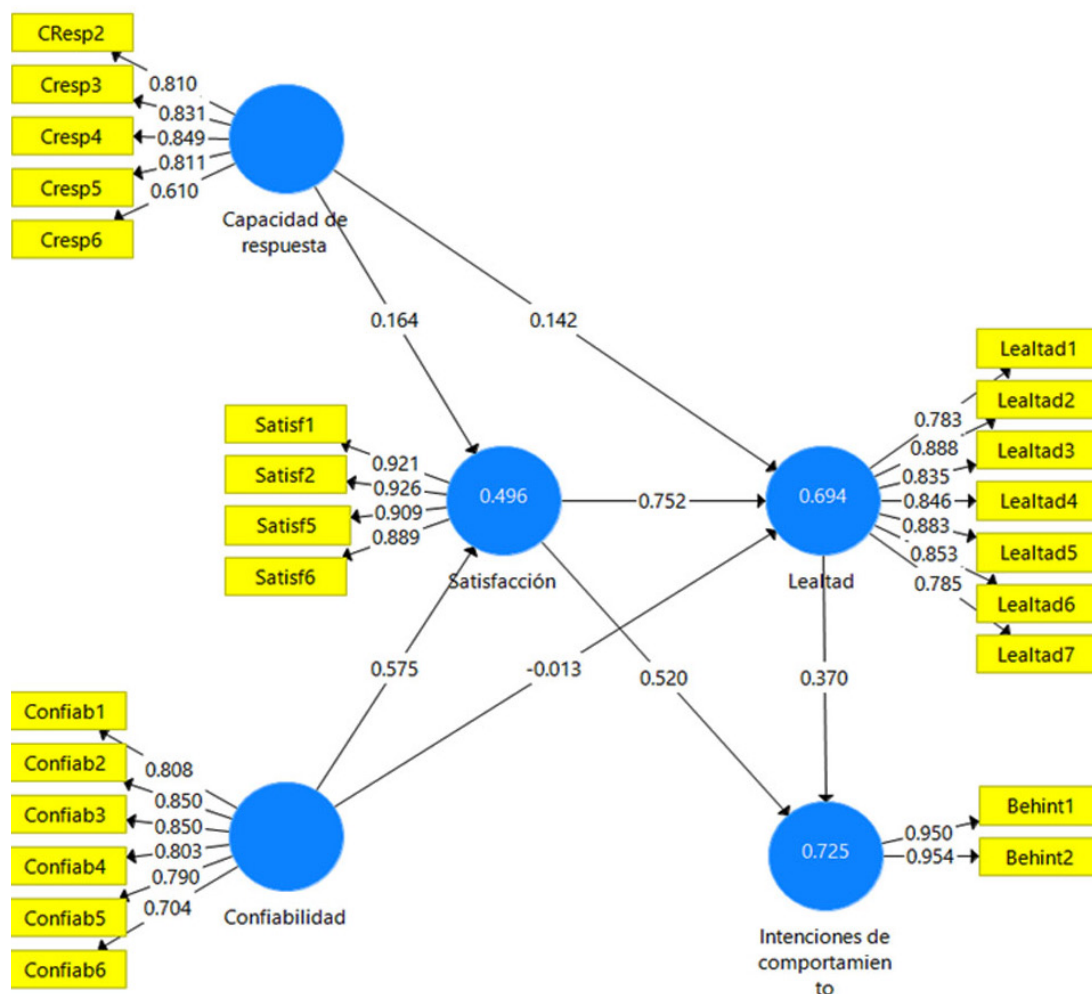 CResp2
Cresp3
Cresp4
Cresp5
Cresp6
0.810
0.831
0.849
0.811
0.610
Capacidad de
respuesta
0.164
0.142
Satisf1
Satisf2
Satisf5
Satisf6
0.921
0.926
0.909
0.889
0.496
Satisfacción
0.752
0.694
Lealtad
0.783
0.888
0.835
0.846
0.883
0.853
0.785
Lealtad1
Lealtad2
Lealtad3
Lealtad4
Lealtad5
Lealtad6
Lealtad7
0.575
-0.013
0.520
0.370
Confiab1
Confiab2
Confiab3
Confiab4
Confiab5
Confiab6
0.808
0.850
0.850
0.803
0.790
0.704
Confiabilidad
0.725
Intenciones de
comportamien
to
0.950
0.954
Behint1
Behint2